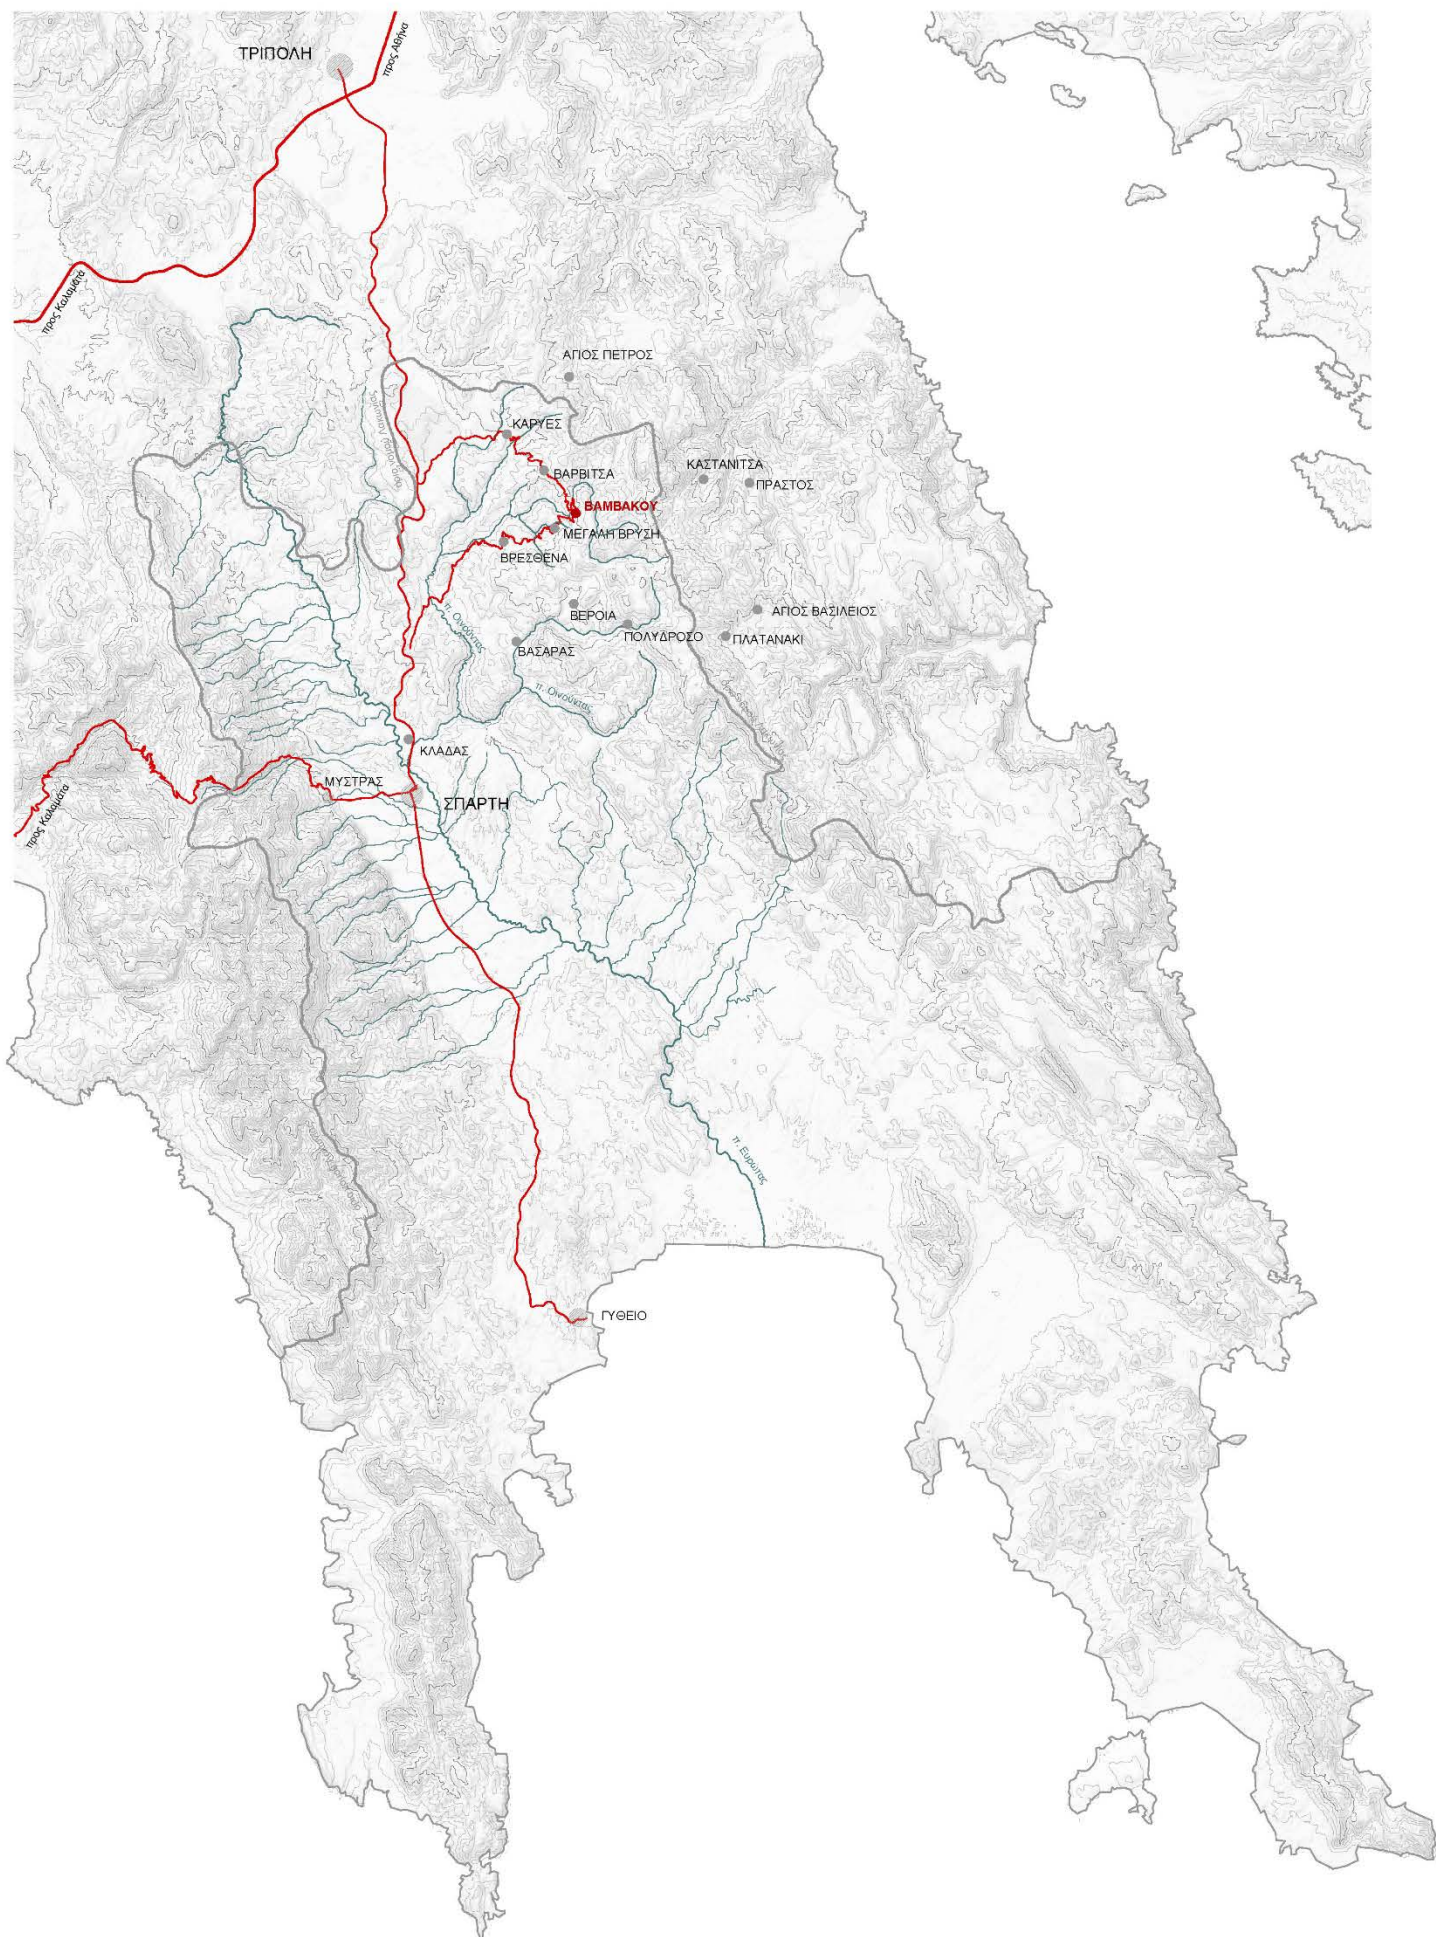 ΤΡΙΠΟΛΗ
προς Αθήνα
προς Καλαμάτα
ΑΓΙΟΣ ΠΕΤΡΟΣ
ΚΑΡΥΕΣ
ΒΑΡΒΙΤΣΑ
ΚΑΣΤΑΝΙΤΣΑ
ΠΡΑΣΤΟΣ
ΒΑΜΒΑΚΟΥ
ΜΕΓΑΛΗ ΒΡΥΣΗ
ΒΡΕΣΘΕΝΑ
ΒΕΡΟΙΑ
ΑΓΙΟΣ ΒΑΣΙΛΕΙΟΣ
π. Οινούντας
ΠΟΛΥΔΡΟΣΟ
ΠΛΑΤΑΝΑΚΙ
ΒΑΣΑΡΑΣ
π. Οινούντας
ΚΛΑΔΑΣ
ΜΥΣΤΡΑΣ
ΣΠΑΡΤΗ
προς Καλαμάτα
π. Ευρώτας
ΓΥΘΕΙΟ